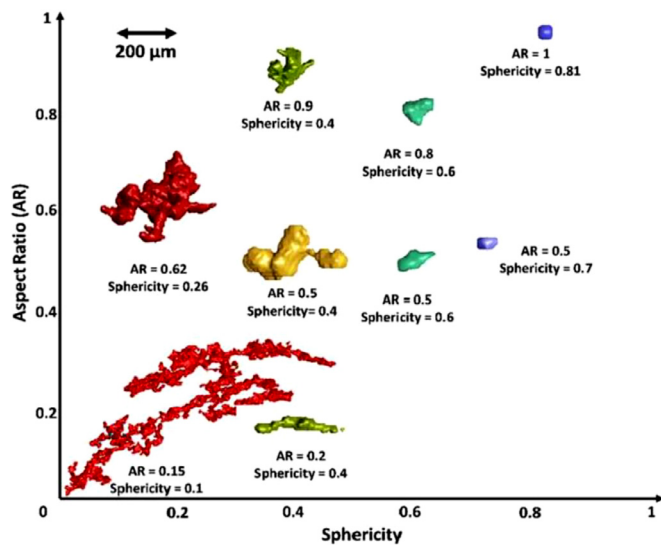 1
200 µm
AR = 1
Sphericity = 0.81
AR = 0.9
Sphericity = 0.4
0.8
AR = 0.8
Sphericity = 0.6
Aspect Ratio (AR)
0.6
AR = 0.62
Sphericity = 0.26
AR = 0.5
Sphericity= 0.4
AR = 0.5
Sphericity = 0.6
AR = 0.5
Sphericity = 0.7
0.4
0.2
AR = 0.15
Sphericity = 0.1
AR = 0.2
Sphericity = 0.4
0
0.2
0.4
0.6
0.8
1
Sphericity